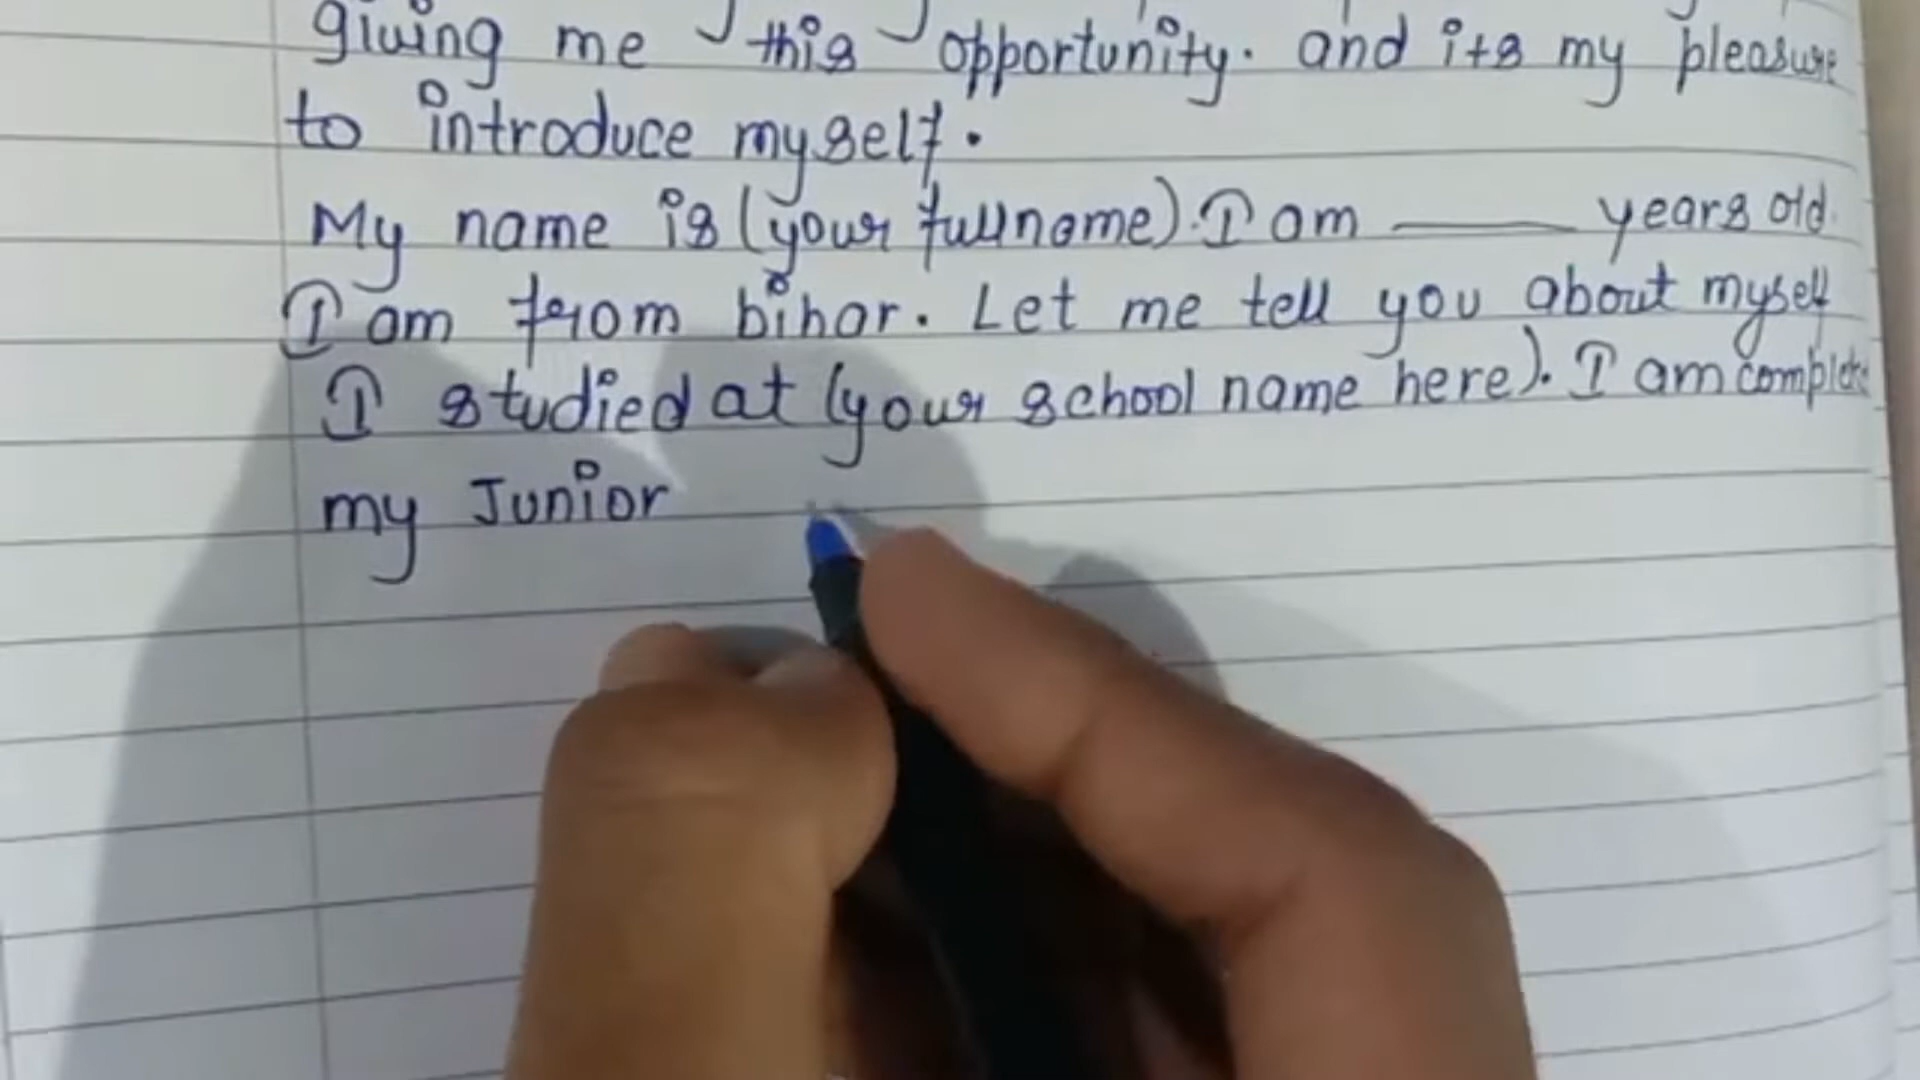 giving me this opportunity. and its my pleasure
to introduce myself.
My name is (your fullname). I am ——— years old.
I am from bihar. Let me tell you about myself
I studied at (your school name here). I am complete
my Junior